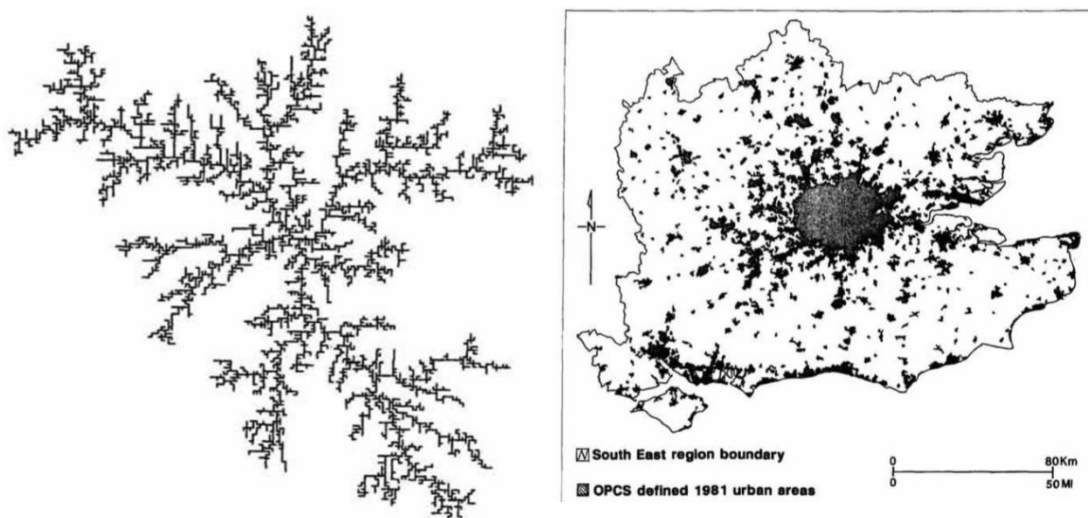 N
South East region boundary
OPCS defined 1981 urban areas
0 80Km
0 50MI